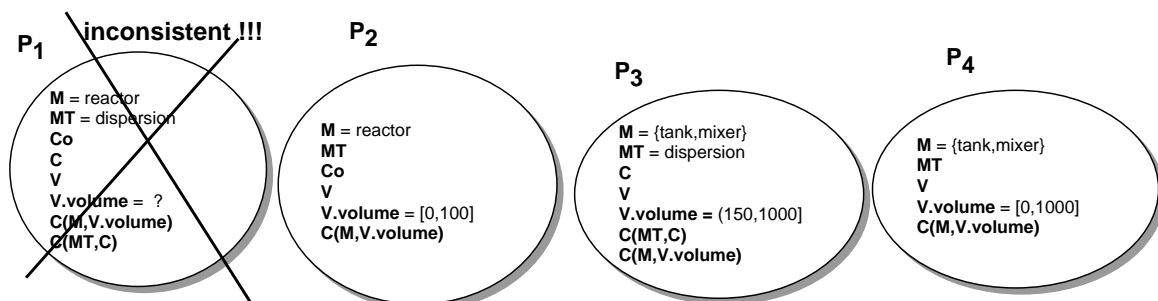 inconsistent !!!
P1
M = reactor
MT = dispersion
Co
C
V
V.volume = ?
C(M,V.volume)
C(MT,C)
P2
M = reactor
MT
Co
V
V.volume = [0,100]
C(M,V.volume)
P3
M = {tank,mixer}
MT = dispersion
C
V
V.volume = (150,1000]
C(MT,C)
C(M,V.volume)
P4
M = {tank,mixer}
MT
V
V.volume = [0,1000]
C(M,V.volume)